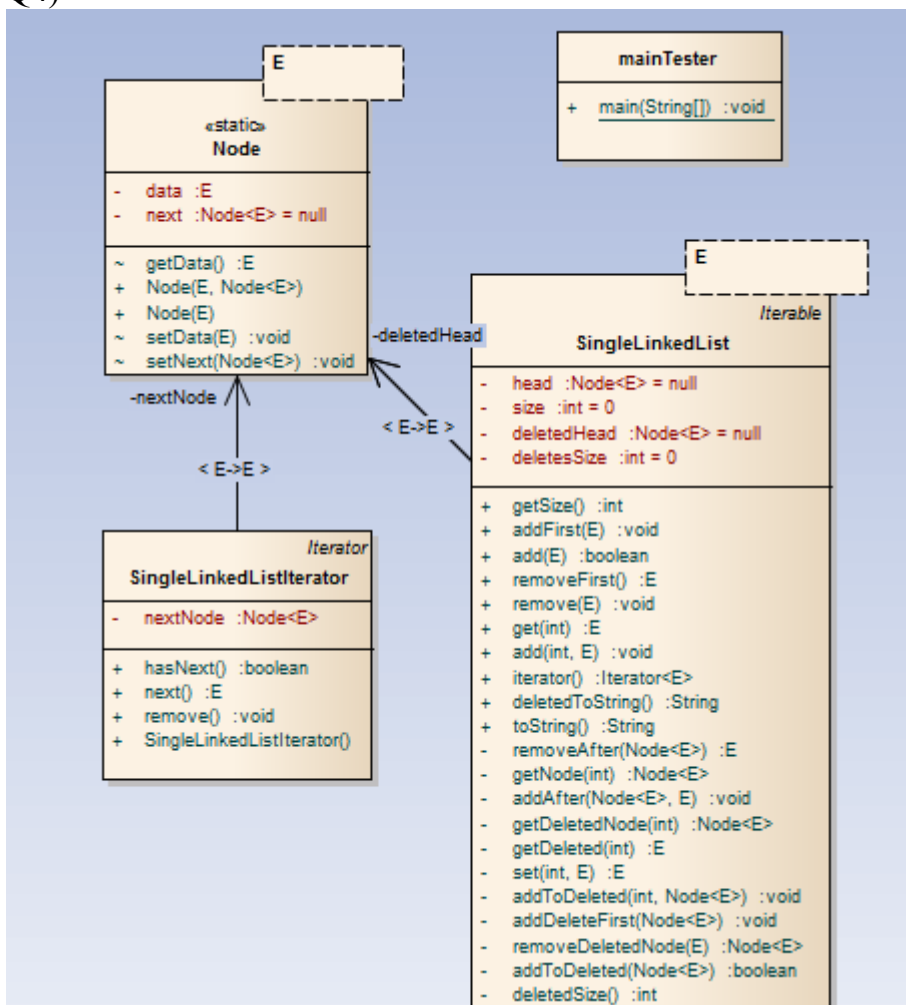 Q4)
E
«static»
Node
- data :E
- next :Node<E> = null
~ getData() :E
+ Node(E, Node<E>)
+ Node(E)
~ setData(E) :void
~ setNext(Node<E>) :void
mainTester
+ main(String[]) :void
-deletedHead
-nextNode
< E->E >
< E->E >
Iterator
SingleLinkedListIterator
- nextNode :Node<E>
+ hasNext() :boolean
+ next() :E
+ remove() :void
+ SingleLinkedListIterator()
E
Iterable
SingleLinkedList
- head :Node<E> = null
- size :int = 0
- deletedHead :Node<E> = null
- deletesSize :int = 0
+ getSize() :int
+ addFirst(E) :void
+ add(E) :boolean
+ removeFirst() :E
+ remove(E) :void
+ get(int) :E
+ add(int, E) :void
+ iterator() :Iterator<E>
+ deletedToString() :String
+ toString() :String
- removeAfter(Node<E>) :E
- getNode(int) :Node<E>
- addAfter(Node<E>, E) :void
- getDeletedNode(int) :Node<E>
- getDeleted(int) :E
- set(int, E) :E
- addToDeleted(int, Node<E>) :void
- addDeleteFirst(Node<E>) :void
- removeDeletedNode(E) :Node<E>
- addToDeleted(Node<E>) :boolean
- deletedSize() :int